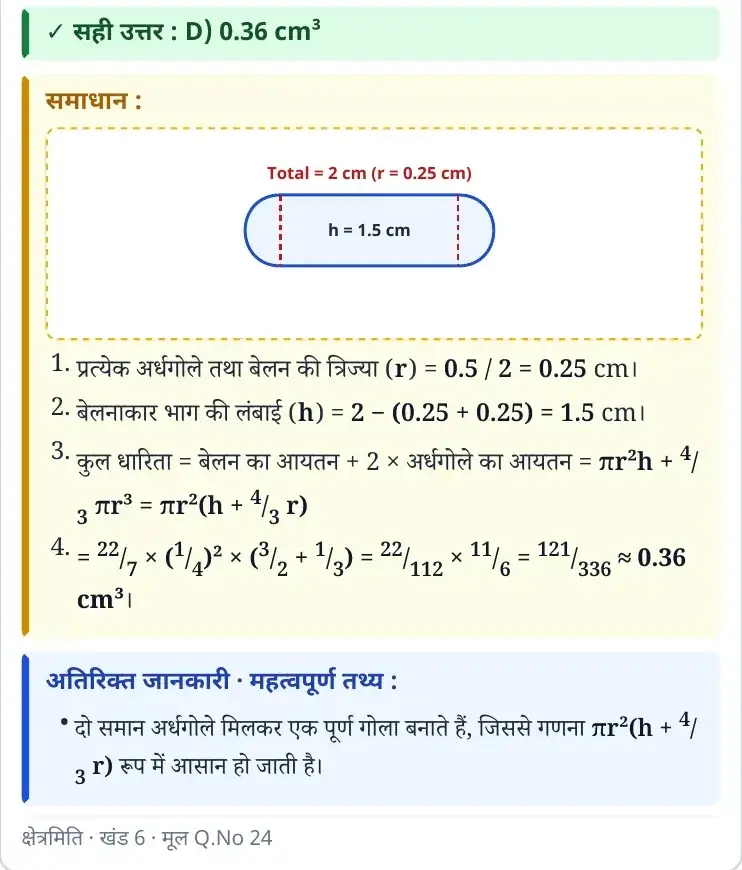 ✓ सही उत्तर : D) 0.36 cm³
समाधान :
Total = 2 cm (r = 0.25 cm)
h = 1.5 cm
1. प्रत्येक अर्धगोले तथा बेलन की त्रिज्या (r) = 0.5 / 2 = 0.25 cm।
2. बेलनाकार भाग की लंबाई (h) = 2 − (0.25 + 0.25) = 1.5 cm।
3. कुल धारिता = बेलन का आयतन + 2 × अर्धगोले का आयतन = πr²h + ⁴/
₃ πr³ = πr²(h + ⁴/₃ r)
4. = ²²/₇ × (¹/₄)² × (³/₂ + ¹/₃) = ²²/₁₁₂ × ¹¹/₆ = ¹²¹/₃₃₆ ≈ 0.36
cm³।
अतिरिक्त जानकारी · महत्वपूर्ण तथ्य :
• दो समान अर्धगोले मिलकर एक पूर्ण गोला बनाते हैं, जिससे गणना πr²(h + ⁴/
₃ r) रूप में आसान हो जाती है।
क्षेत्रमिति · खंड 6 · मूल Q.No 24